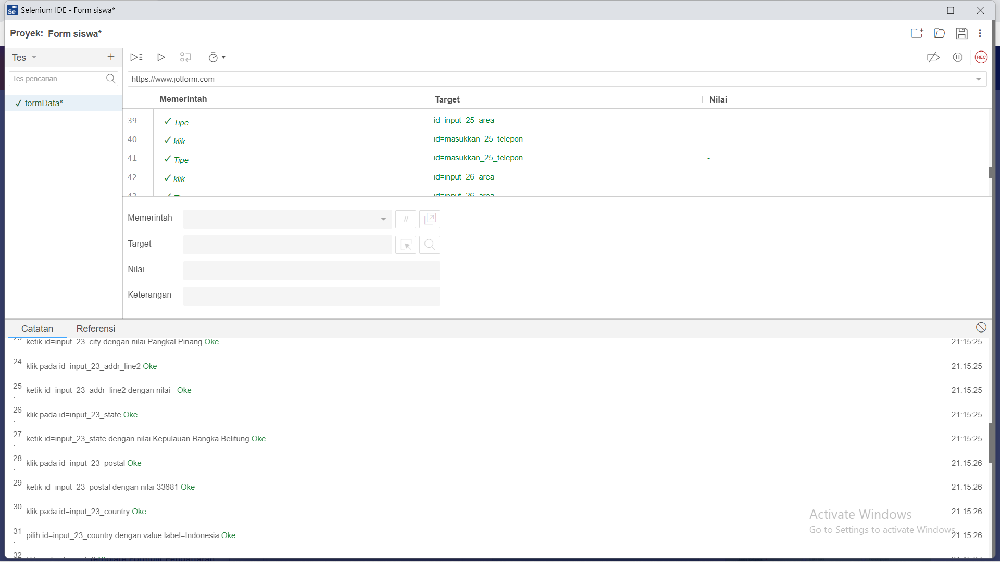 Selenium IDE - Form siswa*
Proyek: Form siswa*
Tes
Tes pencarian...
✓ formData*
REC
https://www.jotform.com
Memerintah Target Nilai
39 ✓ Tipe id=input_25_area -
40 ✓ klik id=masukkan_25_telepon
41 ✓ Tipe id=masukkan_25_telepon -
42 ✓ klik id=input_26_area
43 id=input_26_area
Memerintah //
Target
Nilai
Keterangan
Catatan Referensi
23. ketik id=input_23_city dengan nilai Pangkal Pinang Oke 21:15:25
24. klik pada id=input_23_addr_line2 Oke 21:15:25
25. ketik id=input_23_addr_line2 dengan nilai - Oke 21:15:25
26. klik pada id=input_23_state Oke 21:15:25
27. ketik id=input_23_state dengan nilai Kepulauan Bangka Belitung Oke 21:15:25
28. klik pada id=input_23_postal Oke 21:15:26
29. ketik id=input_23_postal dengan nilai 33681 Oke 21:15:26
30. klik pada id=input_23_country Oke 21:15:26
31. pilih id=input_23_country dengan value label=Indonesia Oke 21:15:26
32
Activate Windows
Go to Settings to activate Windows.